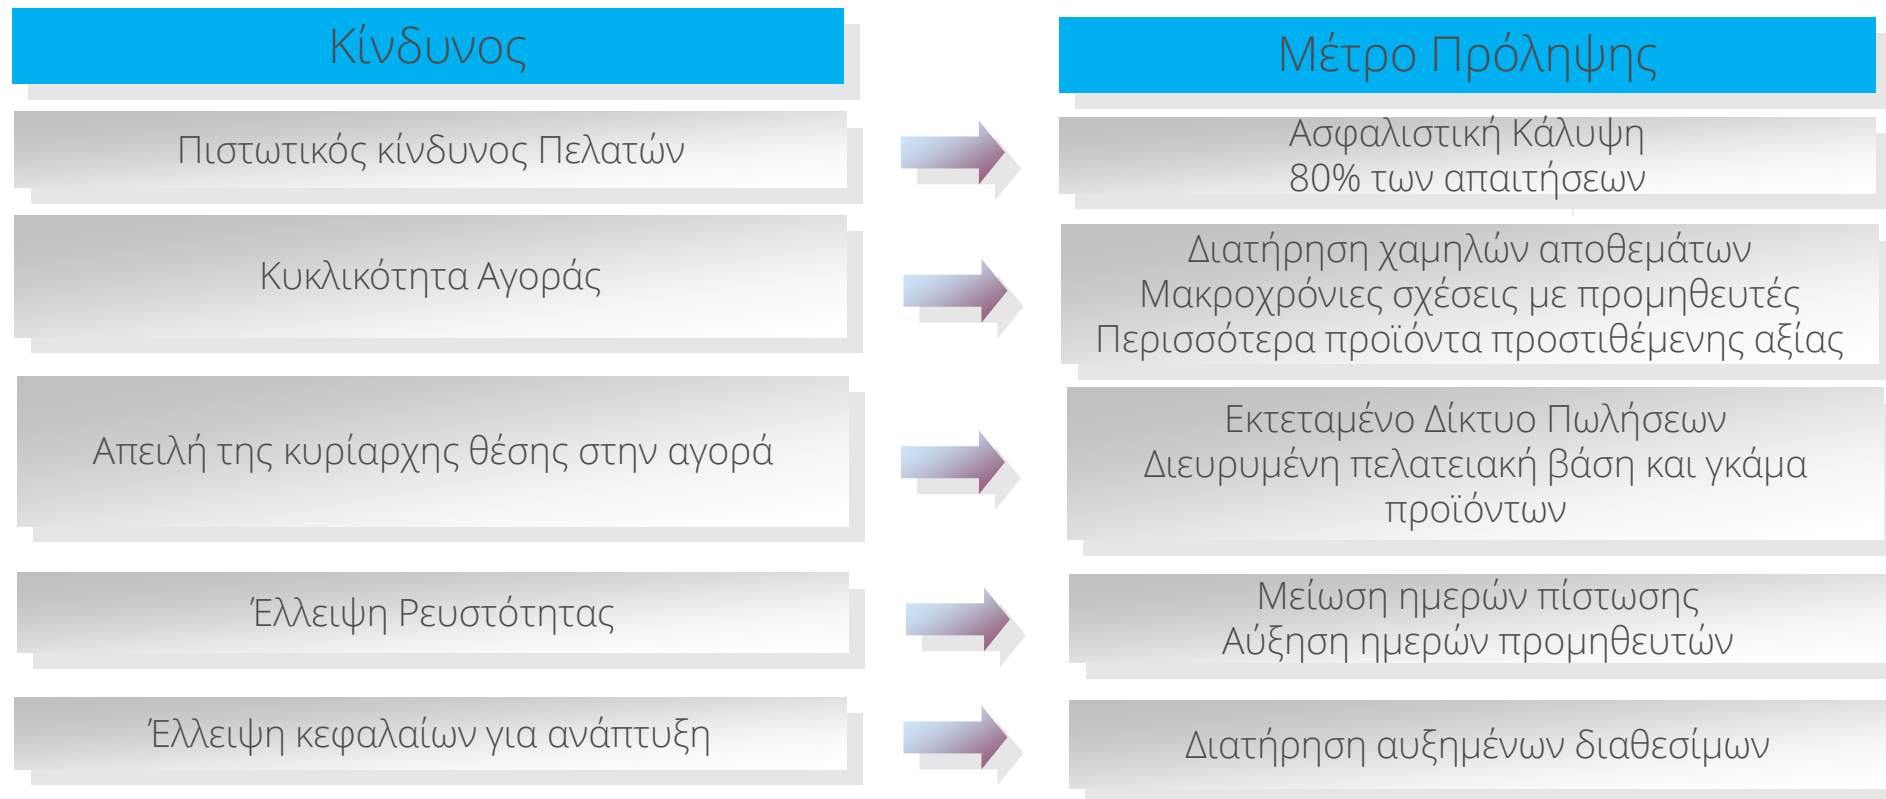 Κίνδυνος
Μέτρο Πρόληψης
Πιστωτικός κίνδυνος Πελατών
Ασφαλιστική Κάλυψη
80% των απαιτήσεων
Κυκλικότητα Αγοράς
Διατήρηση χαμηλών αποθεμάτων
Μακροχρόνιες σχέσεις με προμηθευτές
Περισσότερα προϊόντα προστιθέμενης αξίας
Απειλή της κυρίαρχης θέσης στην αγορά
Εκτεταμένο Δίκτυο Πωλήσεων
Διευρυμένη πελατειακή βάση και γκάμα
προϊόντων
Έλλειψη Ρευστότητας
Μείωση ημερών πίστωσης
Αύξηση ημερών προμηθευτών
Έλλειψη κεφαλαίων για ανάπτυξη
Διατήρηση αυξημένων διαθεσίμων